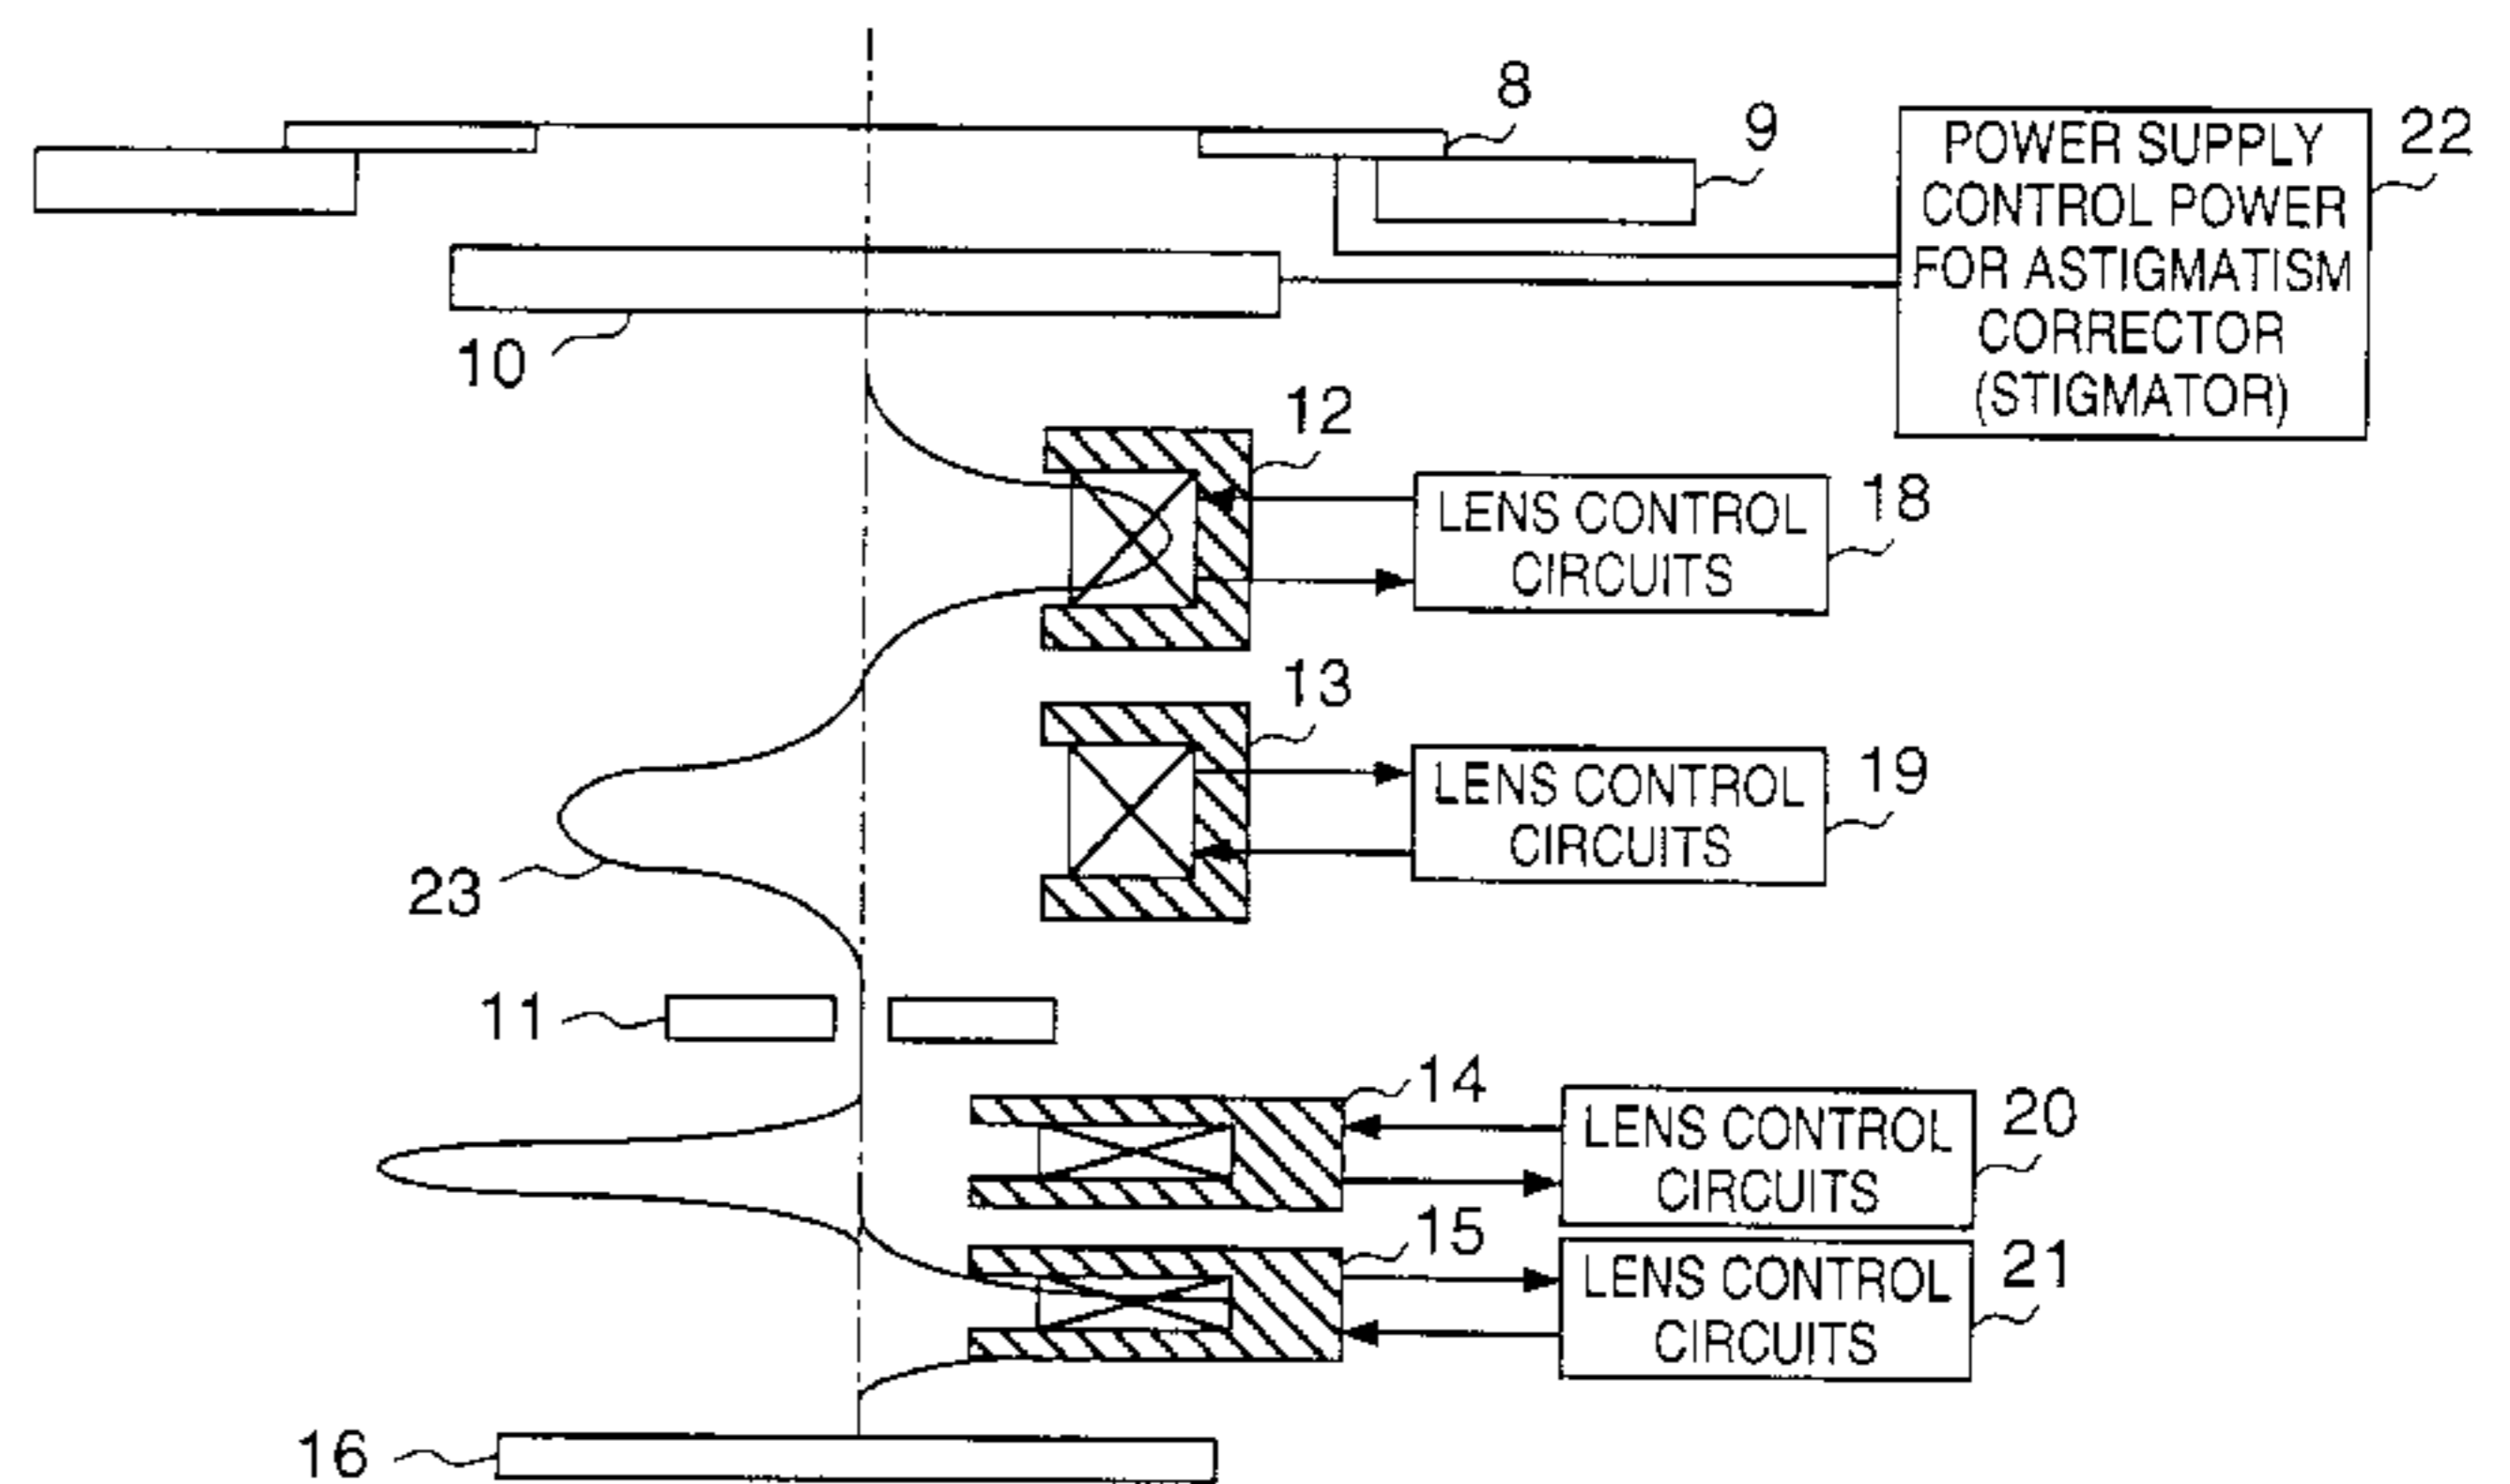 8
9
POWER SUPPLY
CONTROL POWER
FOR ASTIGMATISM
CORRECTOR
(STIGMATOR)
22
10
12
LENS CONTROL
CIRCUITS
18
13
LENS CONTROL
CIRCUITS
19
23
11
14
LENS CONTROL
CIRCUITS
20
15
LENS CONTROL
CIRCUITS
21
16